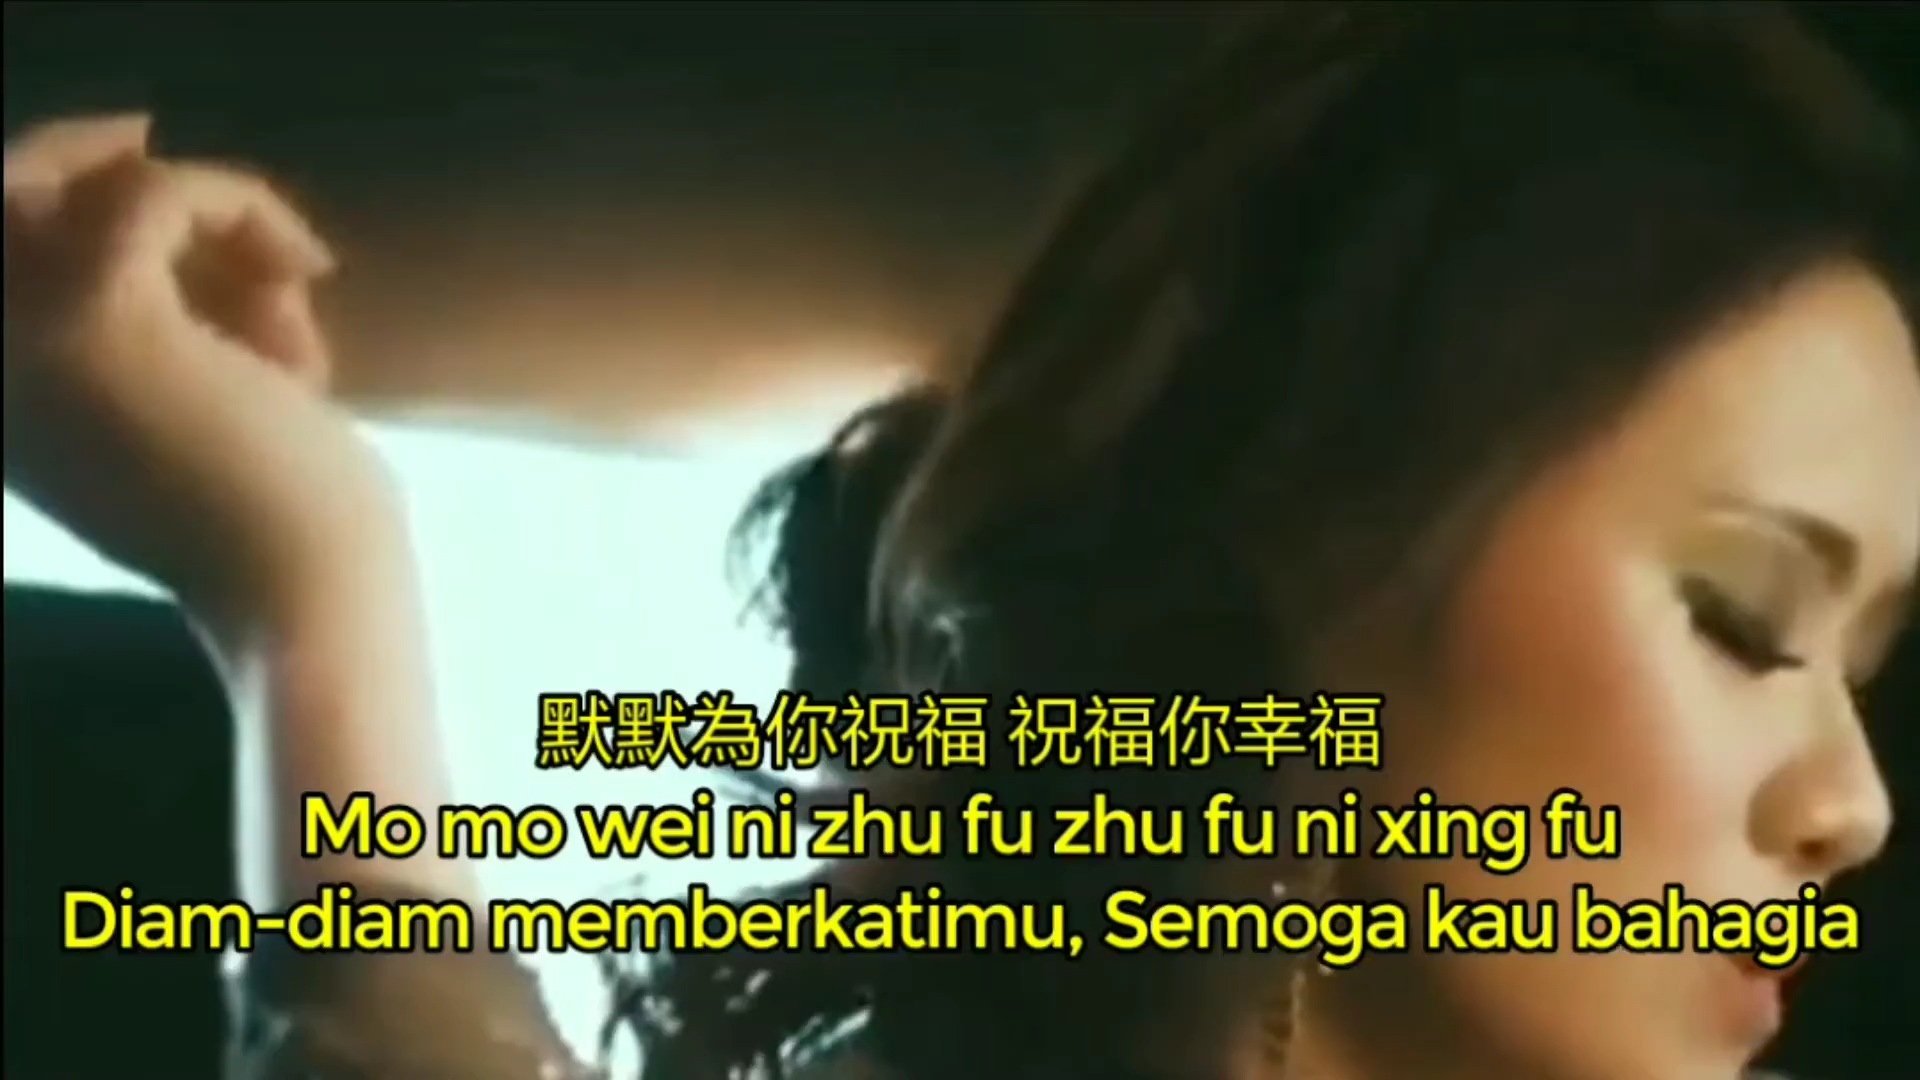 默默為你祝福 祝福你幸福
Mo mo wei ni zhu fu zhu fu ni xing fu
Diam-diam memberkatimu, Semoga kau bahagia